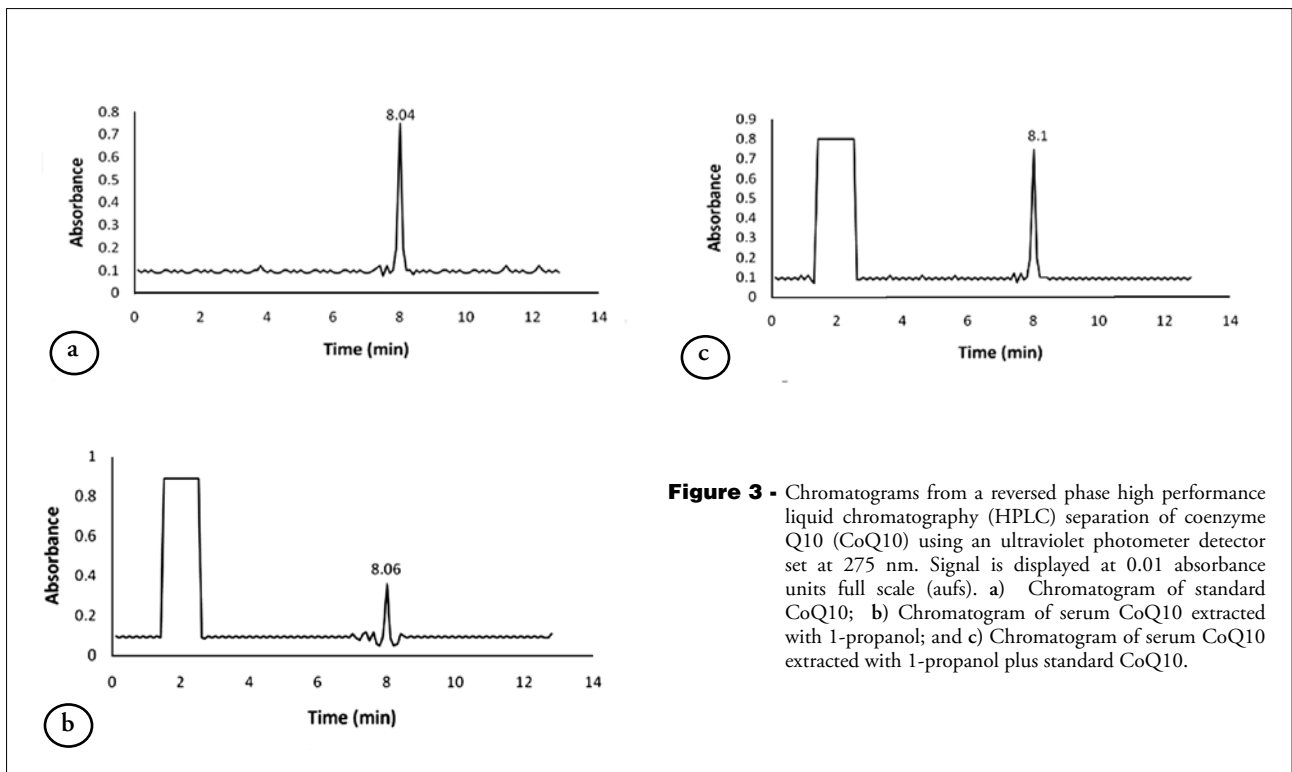 8.04
0.8
0.7
0.6
0.5
0.4
0.3
0.2
0.1
0
Absorbance
0 2 4 6 8 10 12 14
Time (min)
a
8.1
0.9
0.8
0.7
0.6
0.5
0.4
0.3
0.2
0.1
0
Absorbance
0 2 4 6 8 10 12 14
Time (min)
c
8.06
1
0.8
0.6
0.4
0.2
0
Absorbance
0 2 4 6 8 10 12 14
Time (min)
b
Figure 3 - Chromatograms from a reversed phase high performance
liquid chromatography (HPLC) separation of coenzyme
Q10 (CoQ10) using an ultraviolet photometer detector
set at 275 nm. Signal is displayed at 0.01 absorbance
units full scale (aufs). a) Chromatogram of standard
CoQ10; b) Chromatogram of serum CoQ10 extracted
with 1-propanol; and c) Chromatogram of serum CoQ10
extracted with 1-propanol plus standard CoQ10.